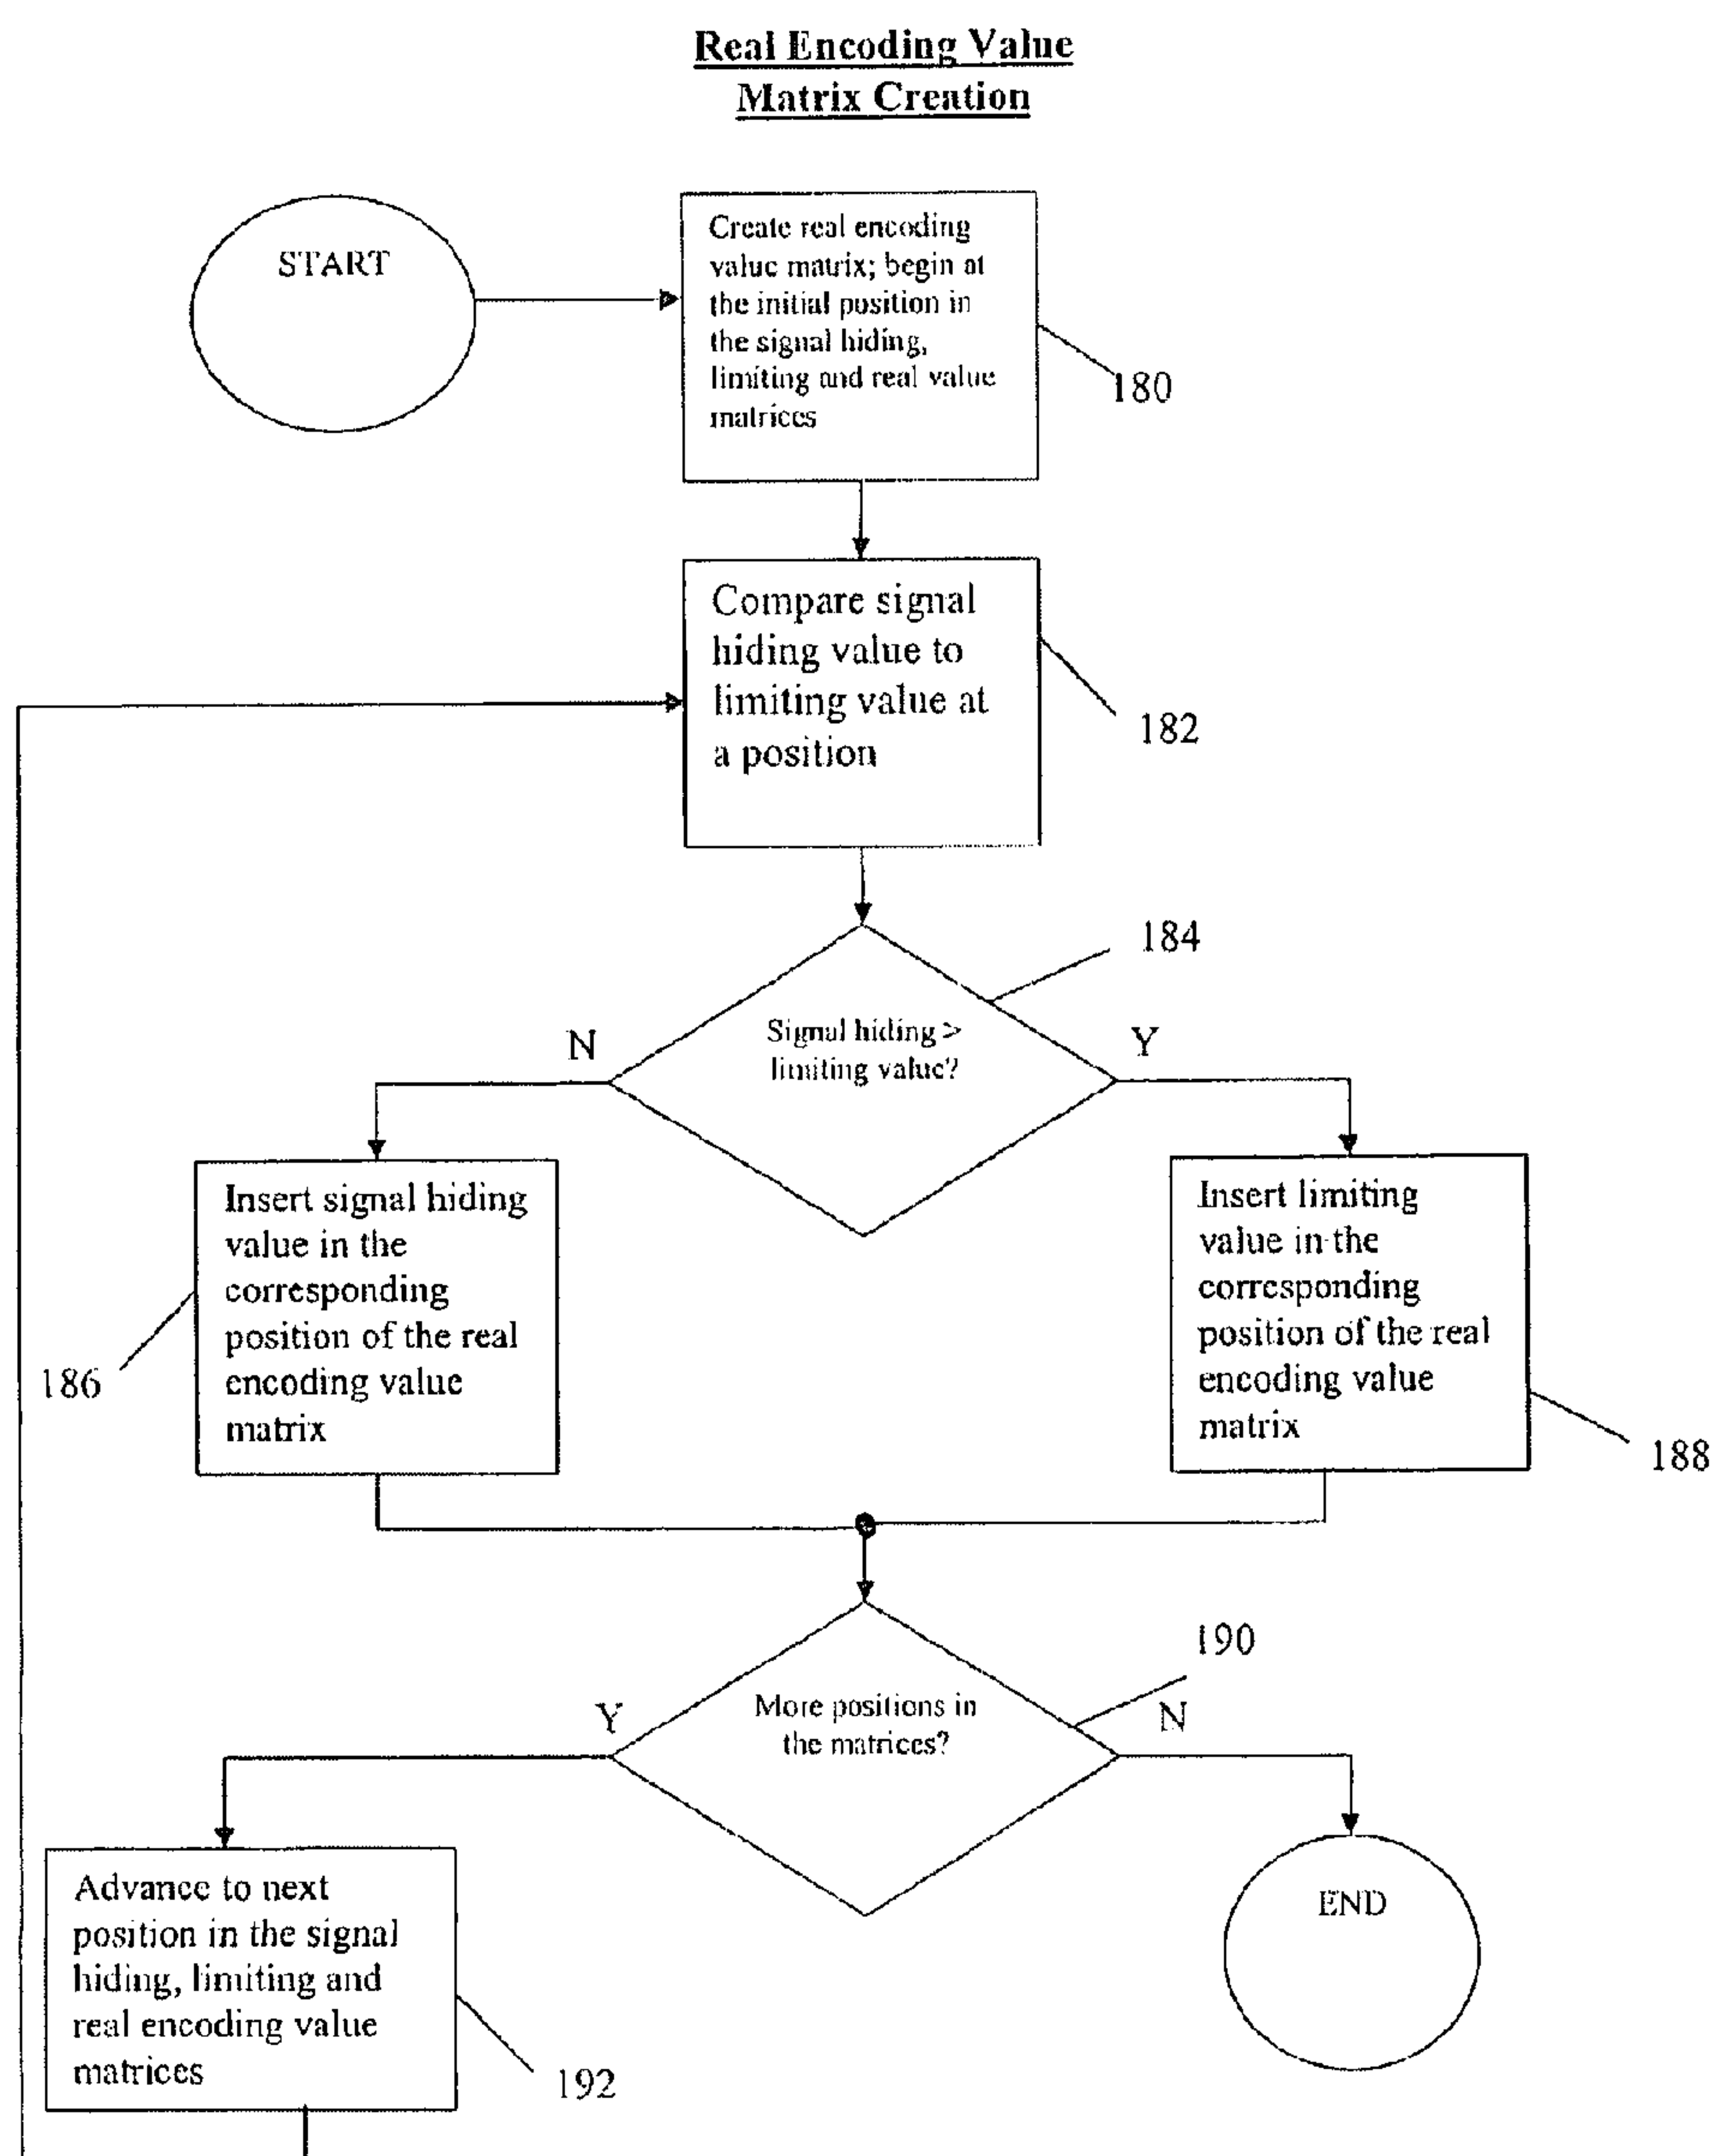 Real Encoding Value
Matrix Creation
START
Create real encoding
value matrix; begin at
the initial position in
the signal hiding,
limiting and real value
matrices
180
Compare signal
hiding value to
limiting value at
a position
182
184
Signal hiding >
limiting value?
N
Y
Insert signal hiding
value in the
corresponding
position of the real
encoding value
matrix
186
Insert limiting
value in the
corresponding
position of the real
encoding value
matrix
188
190
More positions in
the matrices?
Y
N
Advance to next
position in the signal
hiding, limiting and
real encoding value
matrices
192
END